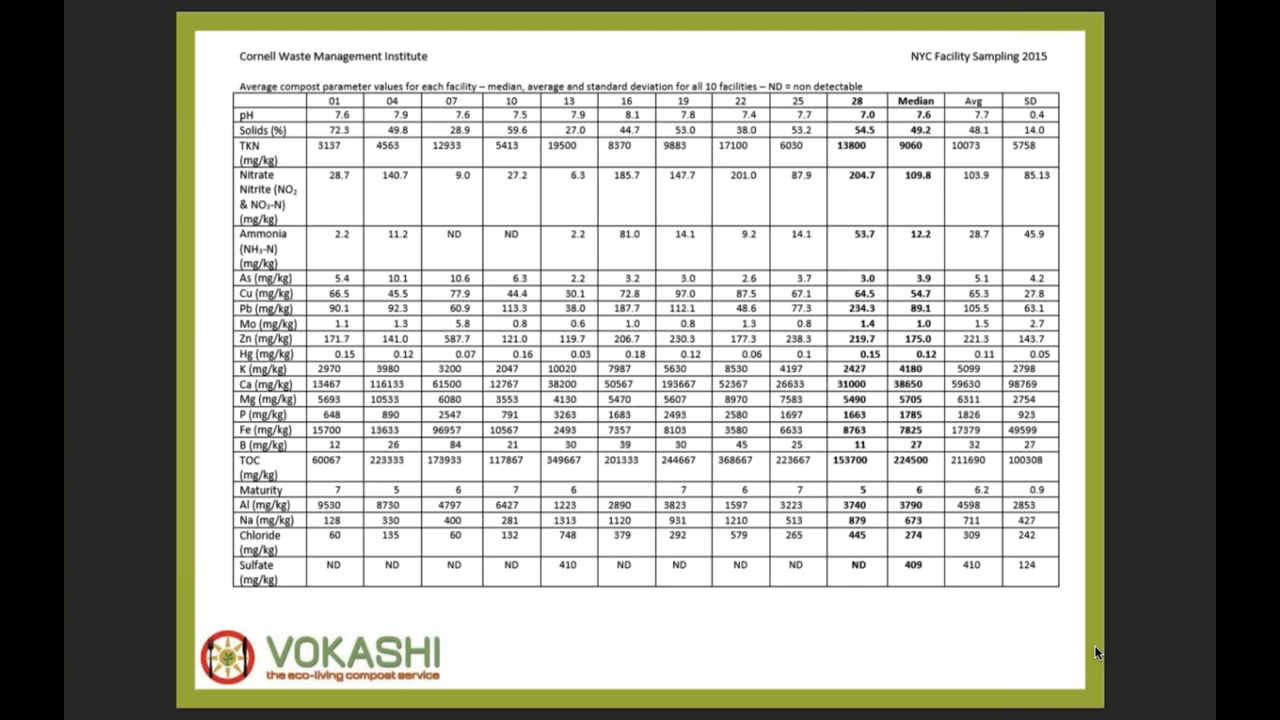 Cornell Waste Management Institute NYC Facility Sampling 2015
Average compost parameter values for each facility – median, average and standard deviation for all 10 facilities – ND = non detectable
01 04 07 10 13 16 19 22 25 28 Median Avg SD
pH 7.6 7.9 7.6 7.5 7.9 8.1 7.8 7.4 7.7 7.0 7.6 7.7 0.4
Solids (%) 72.3 49.8 28.9 59.6 27.0 44.7 53.0 38.0 53.2 54.5 49.2 48.1 14.0
TKN 3137 4563 12933 5413 19500 8370 9883 17100 6030 13800 9060 10073 5758
(mg/kg)
Nitrate 28.7 140.7 9.0 27.2 6.3 185.7 147.7 201.0 87.9 204.7 109.8 103.9 85.13
Nitrite (NO₂
& NO₃-N)
(mg/kg)
Ammonia 2.2 11.2 ND ND 2.2 81.0 14.1 9.2 14.1 53.7 12.2 28.7 45.9
(NH₃-N)
(mg/kg)
As (mg/kg) 5.4 10.1 10.6 6.3 2.2 3.2 3.0 2.6 3.7 3.0 3.9 5.1 4.2
Cu (mg/kg) 66.5 45.5 77.9 44.4 30.1 72.8 97.0 87.5 67.1 64.5 54.7 65.3 27.8
Pb (mg/kg) 90.1 92.3 60.9 113.3 38.0 187.7 112.1 48.6 77.3 234.3 89.1 105.5 63.1
Mo (mg/kg) 1.1 1.3 5.8 0.8 0.6 1.0 0.8 1.3 0.8 1.4 1.0 1.5 2.7
Zn (mg/kg) 171.7 141.0 587.7 121.0 119.7 206.7 230.3 177.3 238.3 219.7 175.0 221.3 143.7
Hg (mg/kg) 0.15 0.12 0.07 0.16 0.03 0.18 0.12 0.06 0.1 0.15 0.12 0.11 0.05
K (mg/kg) 2970 3980 3200 2047 10020 7987 5630 8530 4197 2427 4180 5099 2798
Ca (mg/kg) 13467 116133 61500 12767 38200 50567 193667 52367 26633 31000 38650 59630 98769
Mg (mg/kg) 5693 10533 6080 3553 4130 5470 5607 8970 7583 5490 5705 6311 2754
P (mg/kg) 648 890 2547 791 3263 1683 2493 2580 1697 1663 1785 1826 923
Fe (mg/kg) 15700 13633 96957 10567 2493 7357 8103 3580 6633 8763 7825 17379 49599
B (mg/kg) 12 26 84 21 30 39 30 45 25 11 27 32 27
TOC 60067 223333 173933 117867 349667 201333 244667 368667 223667 153700 224500 211690 100308
(mg/kg)
Maturity 7 5 6 7 6 7 6 7 5 6 6.2 0.9
Al (mg/kg) 9530 8730 4797 6427 1223 2890 3823 1597 3223 3740 3790 4598 2853
Na (mg/kg) 128 330 400 281 1313 1120 931 1210 513 879 673 711 427
Chloride 60 135 60 132 748 379 292 579 265 445 274 309 242
(mg/kg)
Sulfate ND ND ND ND 410 ND ND ND ND ND 409 410 124
(mg/kg)
VOKASHI
the eco-living compost service